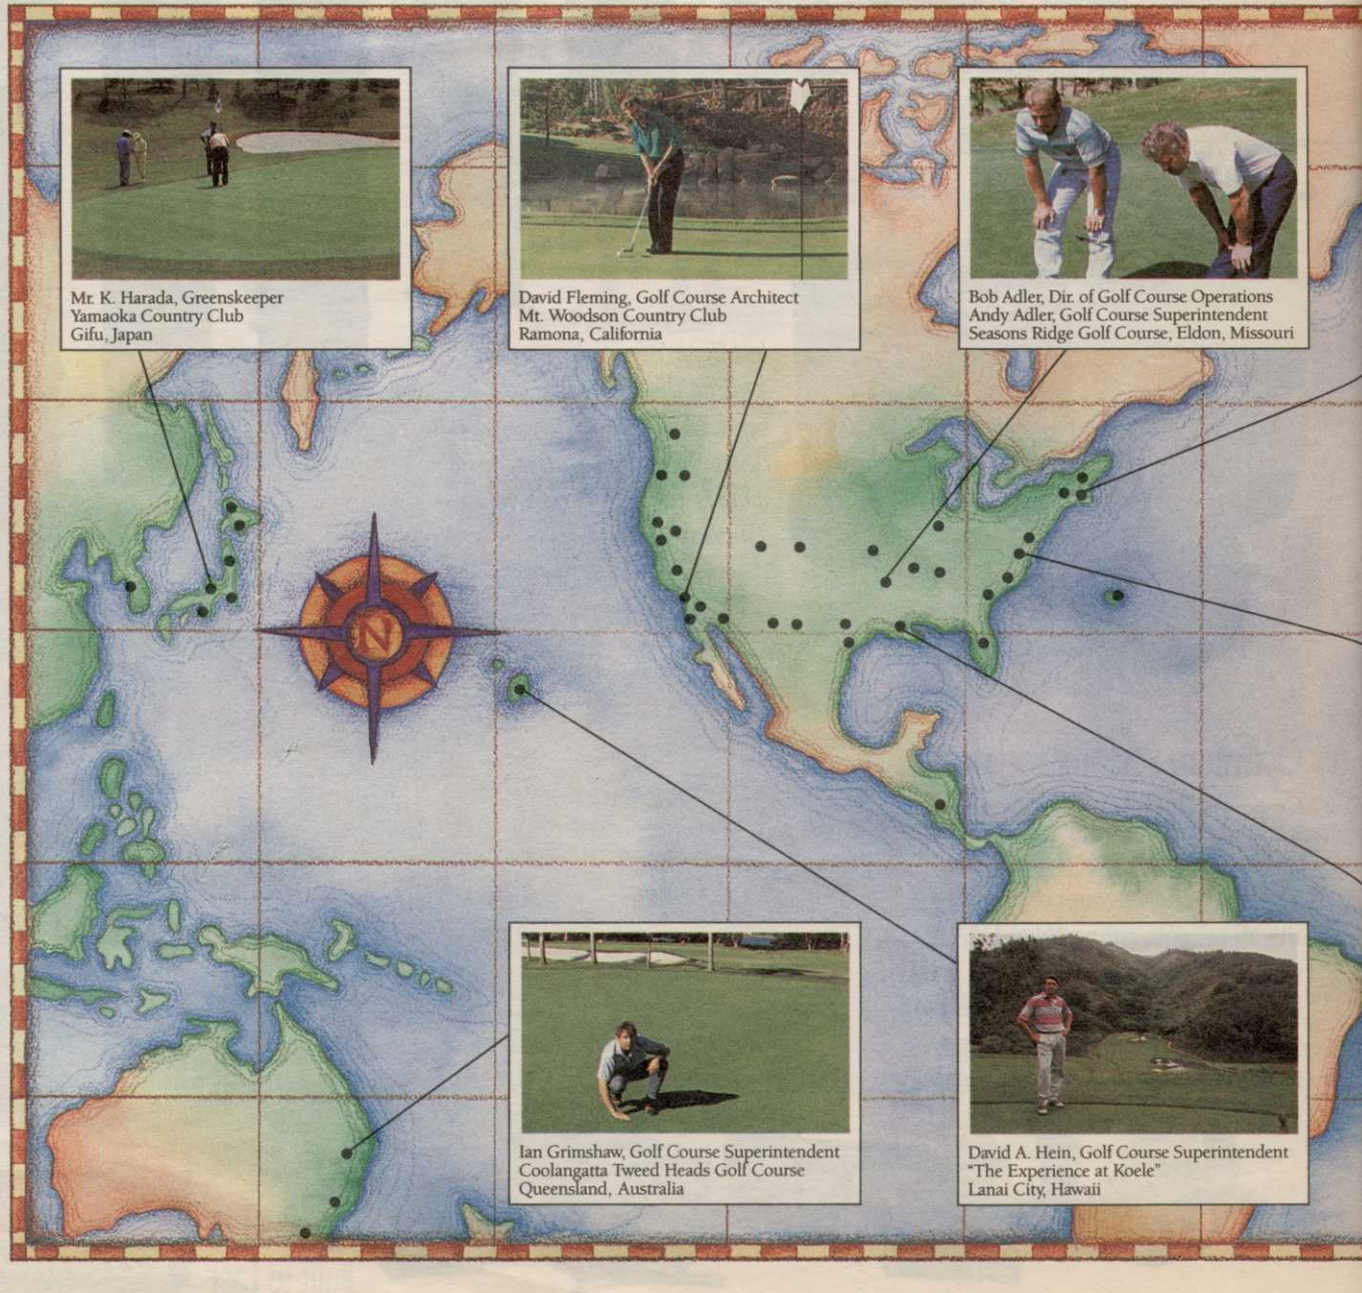 Mr. K. Harada, Greenskeeper
Yamaoka Country Club
Gifu, Japan
David Fleming, Golf Course Architect
Mt. Woodson Country Club
Ramona, California
Bob Adler, Dir. of Golf Course Operations
Andy Adler, Golf Course Superintendent
Seasons Ridge Golf Course, Eldon, Missouri
N
Ian Grimshaw, Golf Course Superintendent
Coolangatta Tweed Heads Golf Course
Queensland, Australia
David A. Hein, Golf Course Superintendent
"The Experience at Koele"
Lanai City, Hawaii